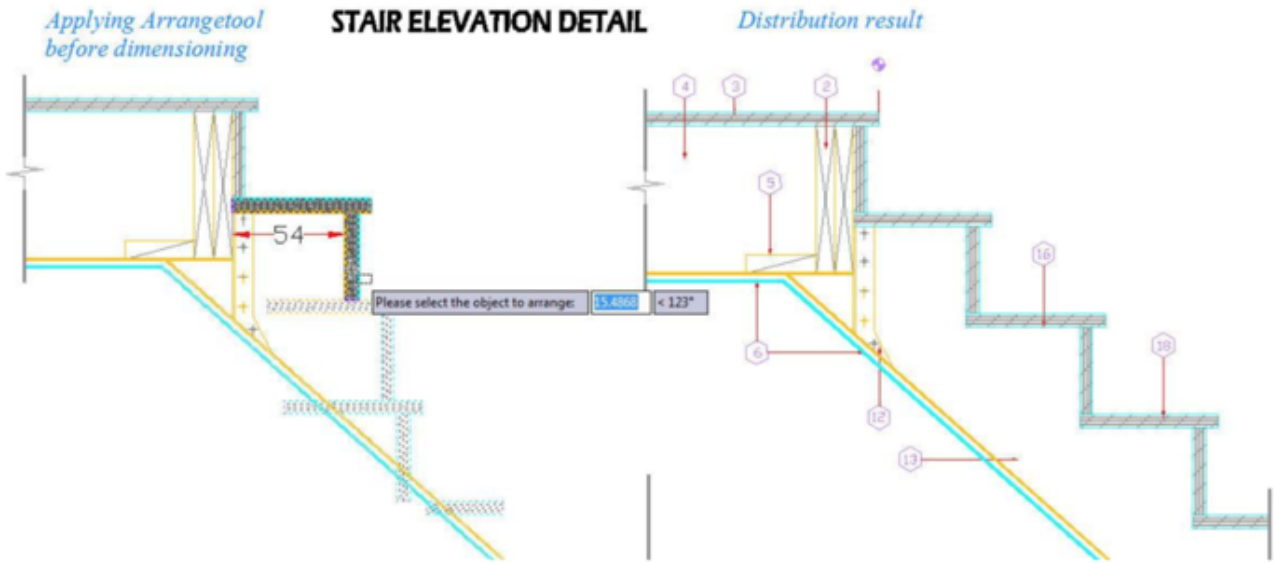 Applying Arrangetool
before dimensioning
STAIR ELEVATION DETAIL
Distribution result
4
3
2
9
54
16
Please select the object to arrange: 15.4868 < 123°
6
18
12
13